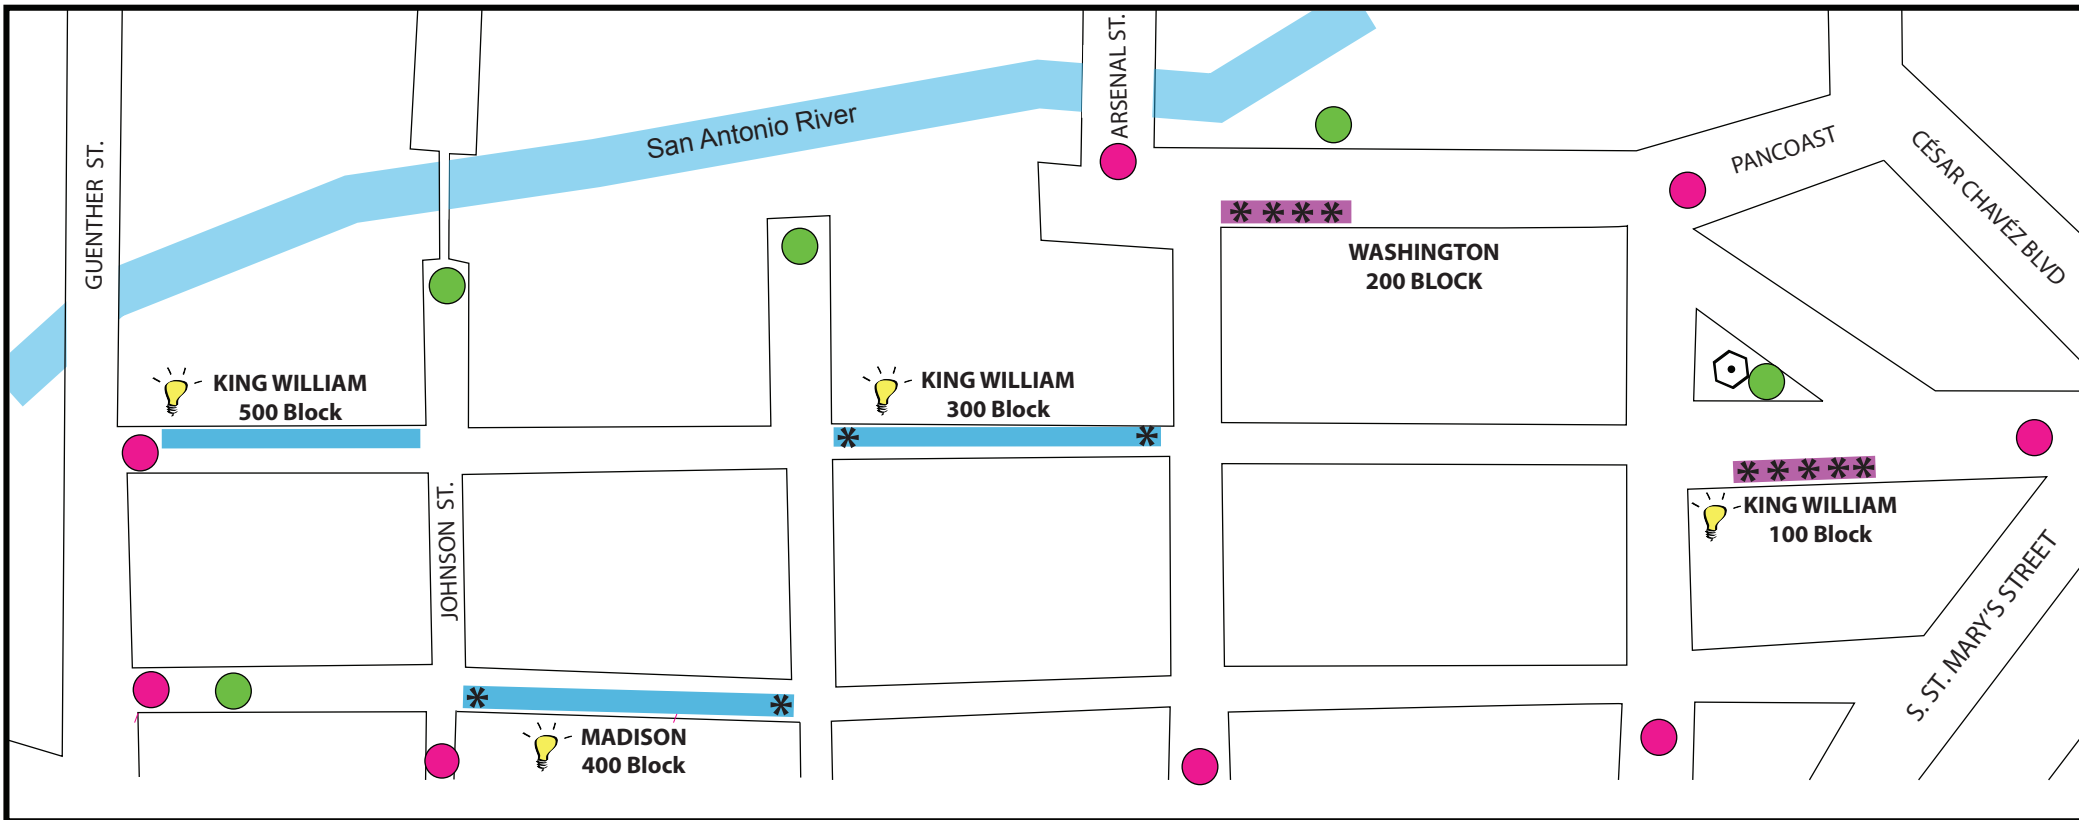 GUENTHER ST.
San Antonio River
ARSENAL ST.
PANCOAST
CÉSAR CHAVÉZ BLVD
WASHINGTON
200 BLOCK
KING WILLIAM
500 Block
KING WILLIAM
300 Block
* *
* * * *
* * * * *
KING WILLIAM
100 Block
JOHNSON ST.
S. ST. MARY'S STREET
* *
MADISON
400 Block